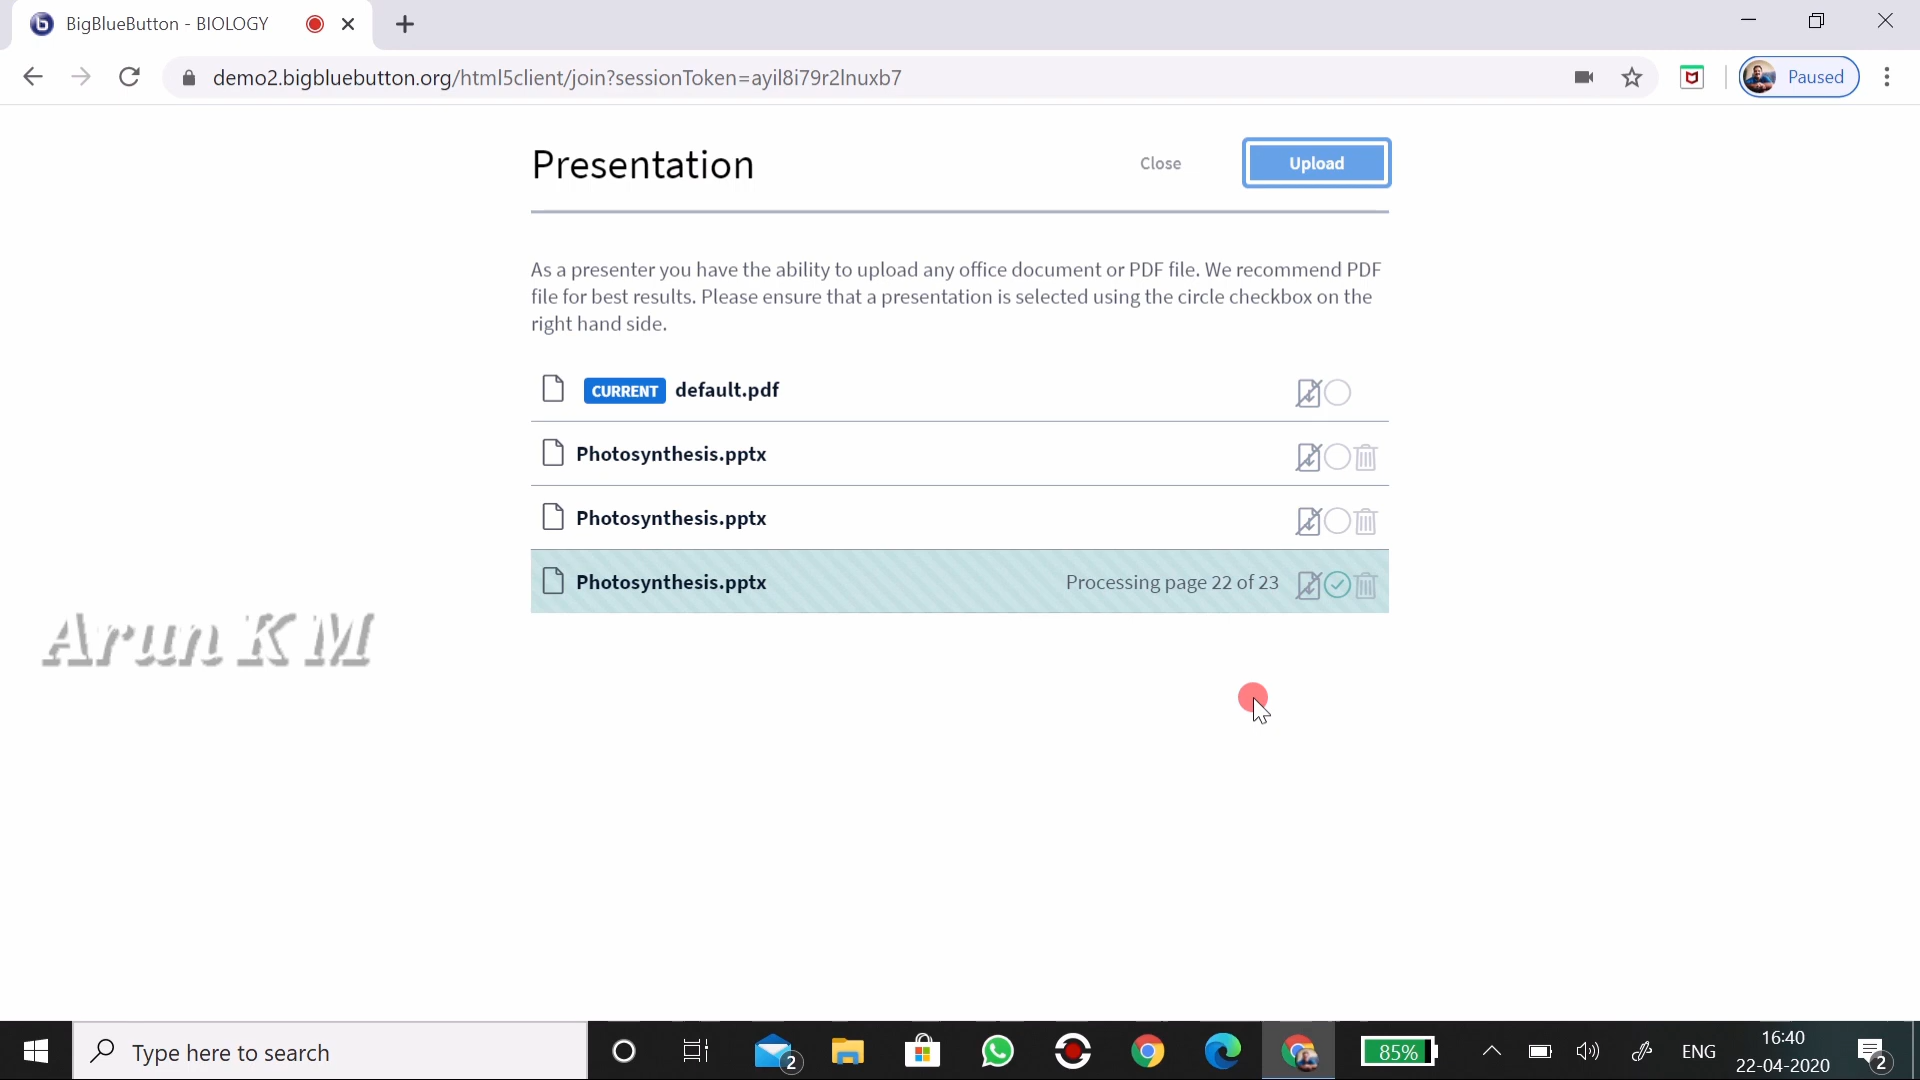 BigBlueButton - BIOLOGY
demo2.bigbluebutton.org/html5client/join?sessionToken=ayil8i79r2lnuxb7
Paused
Presentation
Close
Upload
As a presenter you have the ability to upload any office document or PDF file. We recommend PDF
file for best results. Please ensure that a presentation is selected using the circle checkbox on the
right hand side.
CURRENT default.pdf
Photosynthesis.pptx
Photosynthesis.pptx
Photosynthesis.pptx Processing page 22 of 23
Arun K M
Type here to search
2
85%
ENG
16:40
22-04-2020
2